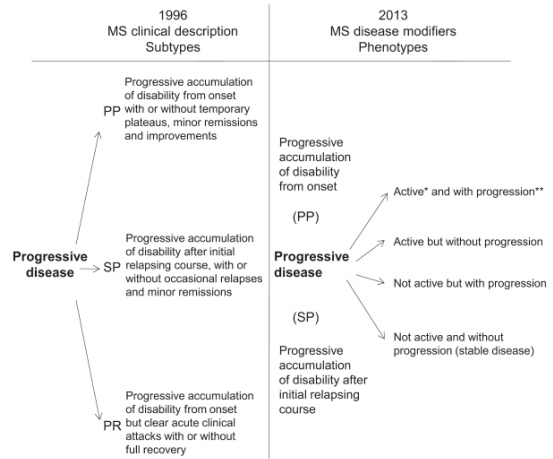 1996
MS clinical description
Subtypes
2013
MS disease modifiers
Phenotypes
Progressive
disease
PP
Progressive accumulation
of disability from onset
with or without temporary
plateaus, minor remissions
and improvements
SP
Progressive accumulation
of disability after initial
relapsing course, with or
without occasional relapses
and minor remissions
PR
Progressive accumulation
of disability from onset
but clear acute clinical
attacks with or without
full recovery
Progressive
accumulation
of disability
from onset
(PP)
Progressive
disease
(SP)
Progressive
accumulation
of disability after
initial relapsing
course
Active* and with progression**
Active but without progression
Not active but with progression
Not active and without
progression (stable disease)